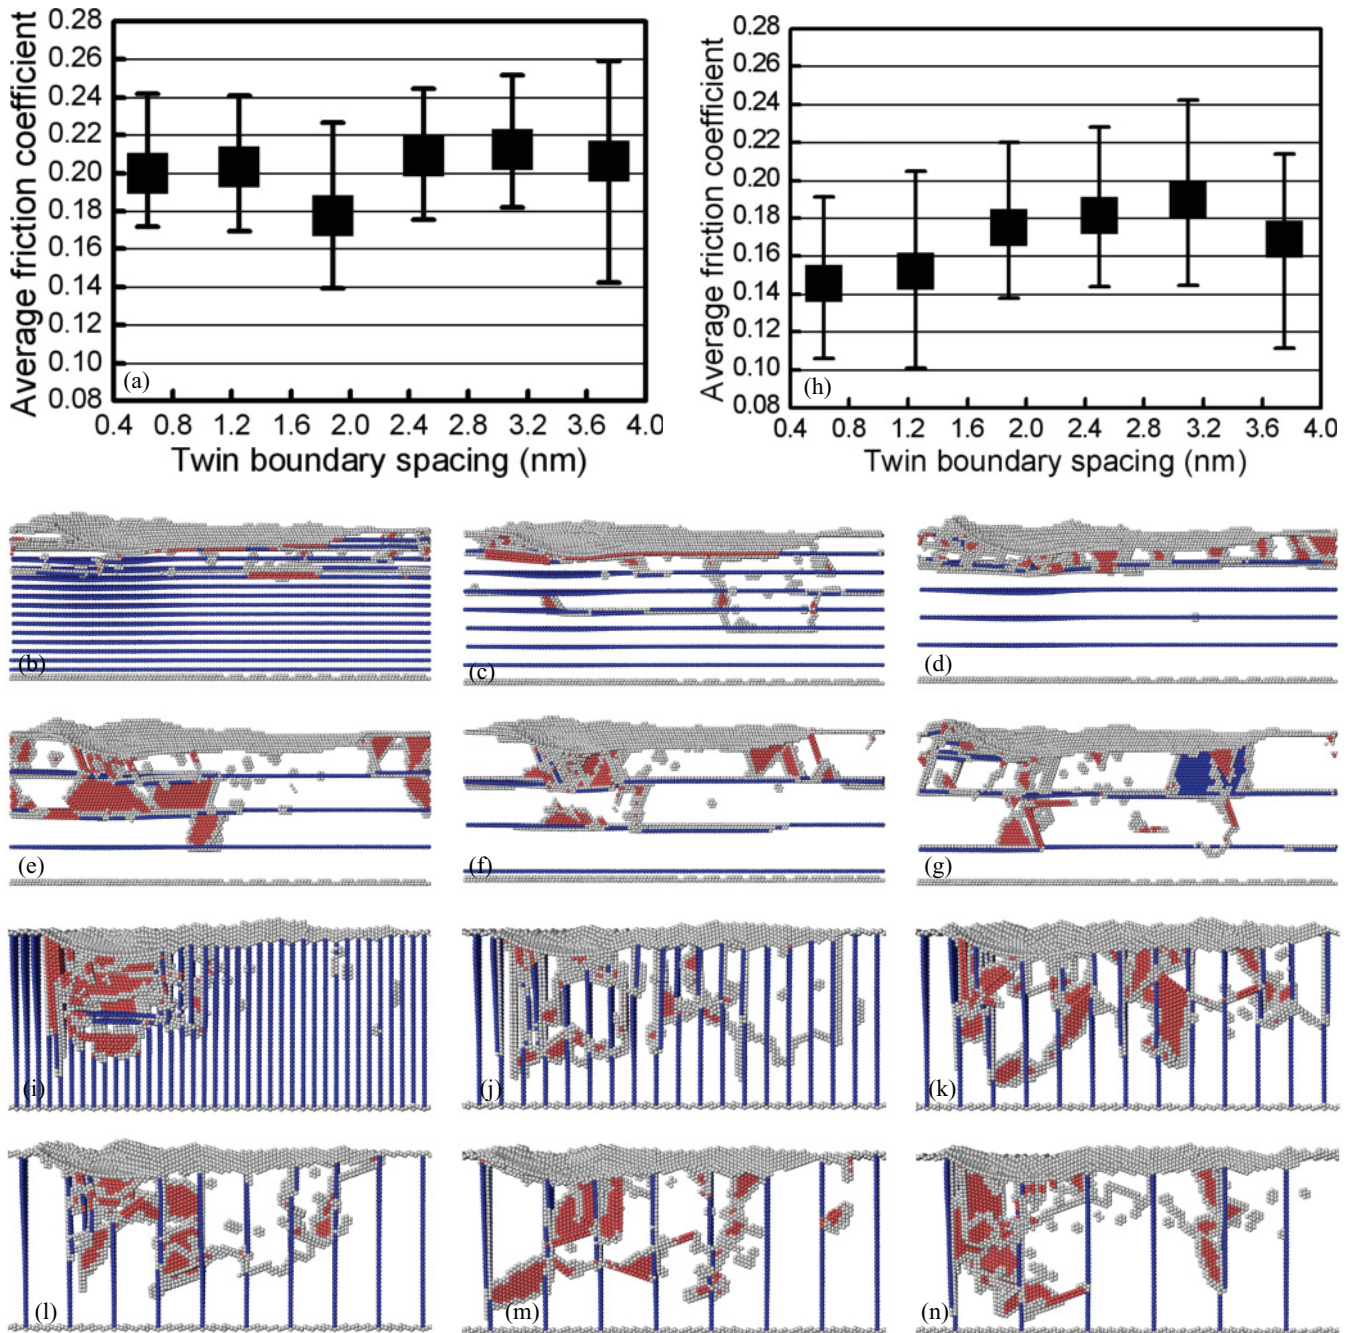 Average friction coefficient
0.28
0.26
0.24
0.22
0.20
0.18
0.16
0.14
0.12
0.10
0.08
(a)
0.4 0.8 1.2 1.6 2.0 2.4 2.8 3.2 3.6 4.0
Twin boundary spacing (nm)
Average friction coefficient
0.28
0.26
0.24
0.22
0.20
0.18
0.16
0.14
0.12
0.10
0.08
(h)
0.4 0.8 1.2 1.6 2.0 2.4 2.8 3.2 3.6 4.0
Twin boundary spacing (nm)
(b)
(c)
(d)
(e)
(f)
(g)
(i)
(j)
(k)
(l)
(m)
(n)